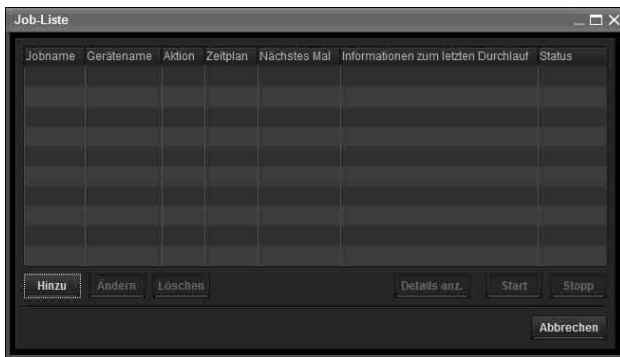 Job-Liste
Jobname Gerätename Aktion Zeitplan Nächstes Mal Informationen zum letzten Durchlauf Status
Hinzu Ändern Löschen Details anz. Start Stopp
Abbrechen